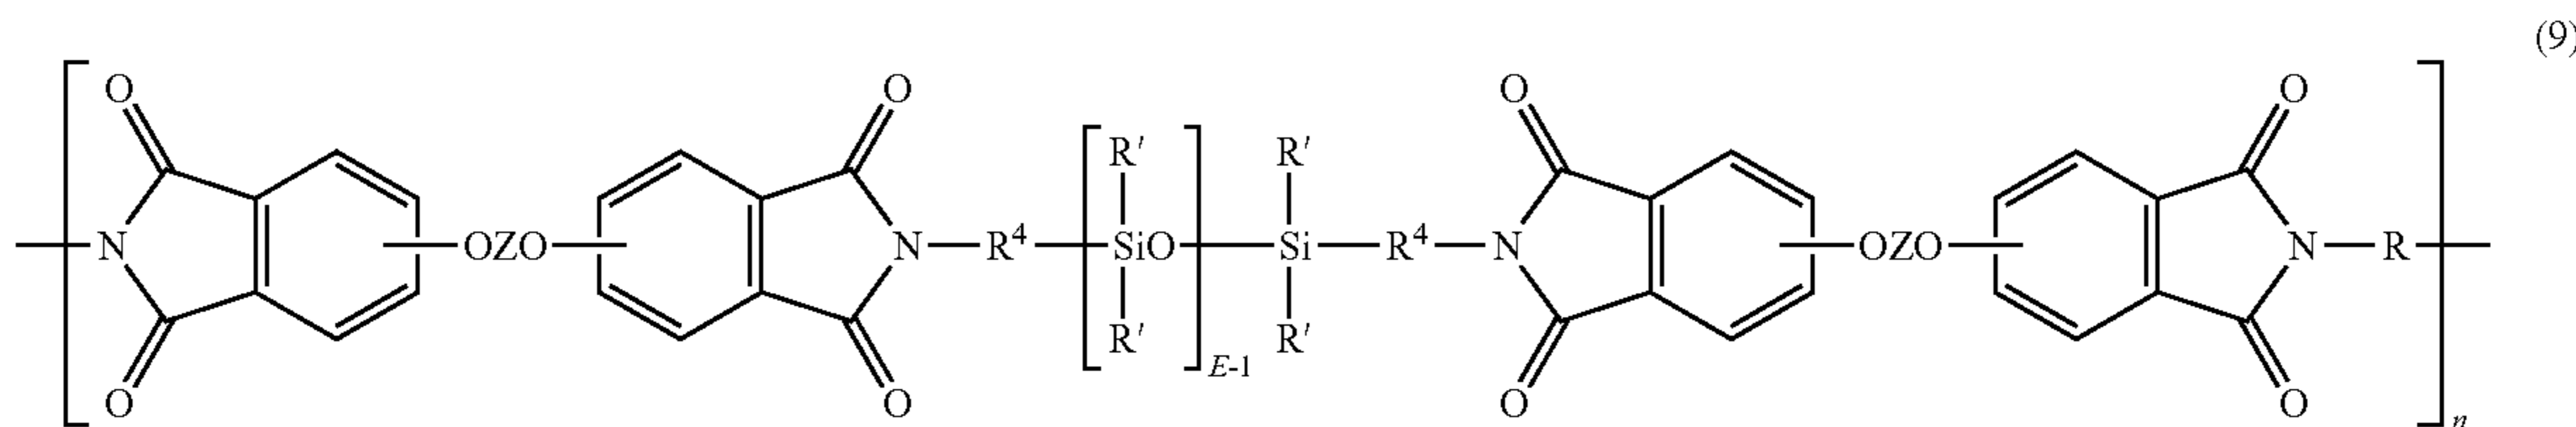 (9)
O O O O
R' R'
N OZO N R⁴ SiO Si R⁴ N OZO N R
R' R'
E-1
O O O O
n